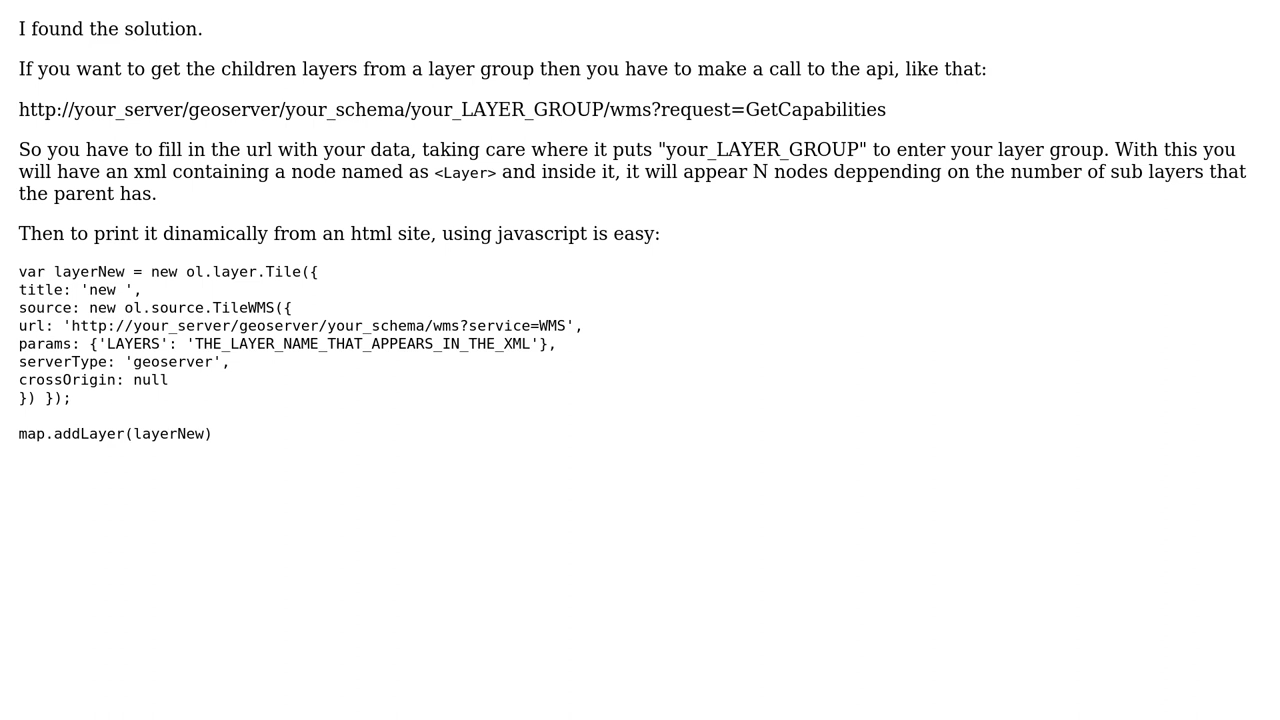 I found the solution.
If you want to get the children layers from a layer group then you have to make a call to the api, like that:
http://your_server/geoserver/your_schema/your_LAYER_GROUP/wms?request=GetCapabilities
So you have to fill in the url with your data, taking care where it puts "your_LAYER_GROUP" to enter your layer group. With this you
will have an xml containing a node named as <Layer> and inside it, it will appear N nodes deppending on the number of sub layers that
the parent has.
Then to print it dinamically from an html site, using javascript is easy:
var layerNew = new ol.layer.Tile({
title: 'new ',
source: new ol.source.TileWMS({
url: 'http://your_server/geoserver/your_schema/wms?service=WMS',
params: {'LAYERS': 'THE_LAYER_NAME_THAT_APPEARS_IN_THE_XML'},
serverType: 'geoserver',
crossOrigin: null
}) });
map.addLayer(layerNew)